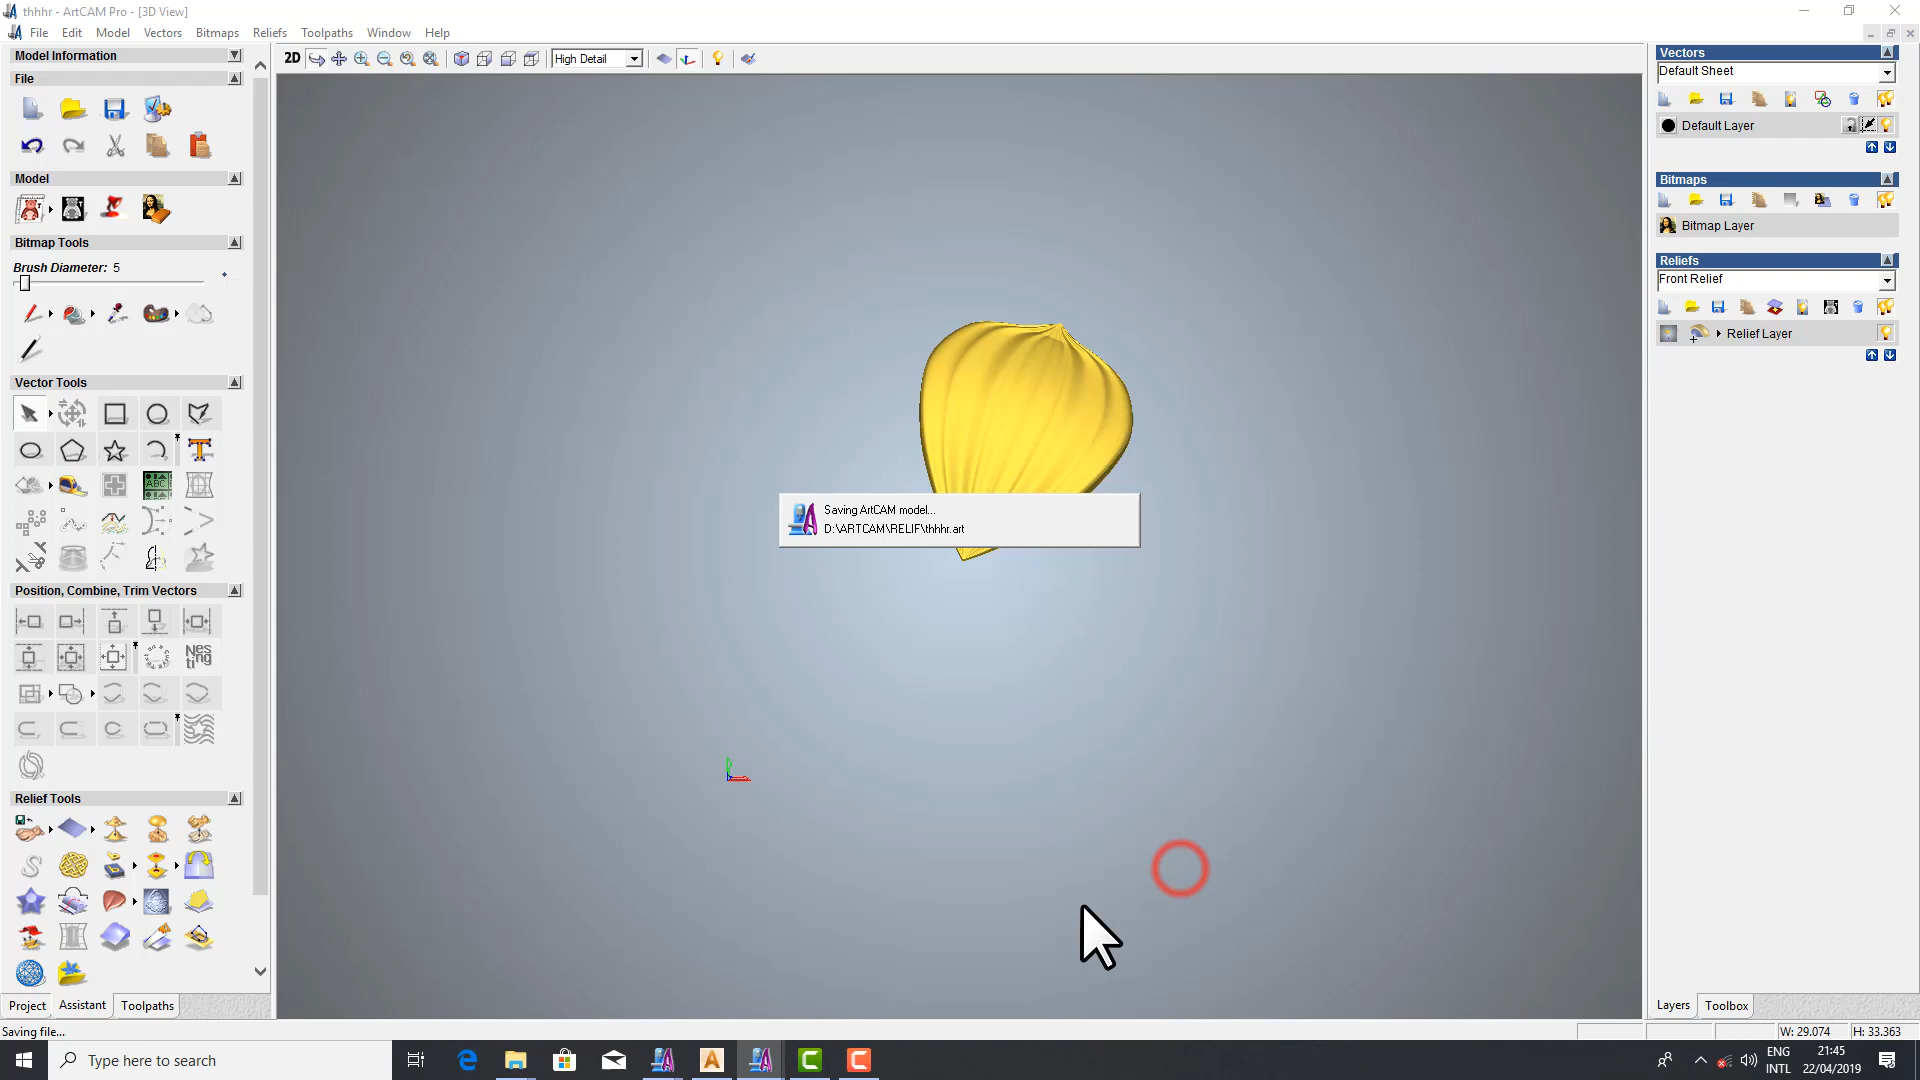 thhhr - ArtCAM Pro - [3D View]
File Edit Model Vectors Bitmaps Reliefs Toolpaths Window Help
Model Information
File
Model
Bitmap Tools
Brush Diameter: 5
Vector Tools
ABC
Position, Combine, Trim Vectors
Nes
ting
Relief Tools
Project Assistant Toolpaths
Saving file...
2D High Detail
Saving ArtCAM model...
D:\ARTCAM\RELIF\thhhr.art
Vectors
Default Sheet
Default Layer
Bitmaps
Bitmap Layer
Reliefs
Front Relief
Relief Layer
Layers Toolbox
W: 29.074 H: 33.363
Type here to search
ENG
INTL
21:45
22/04/2019